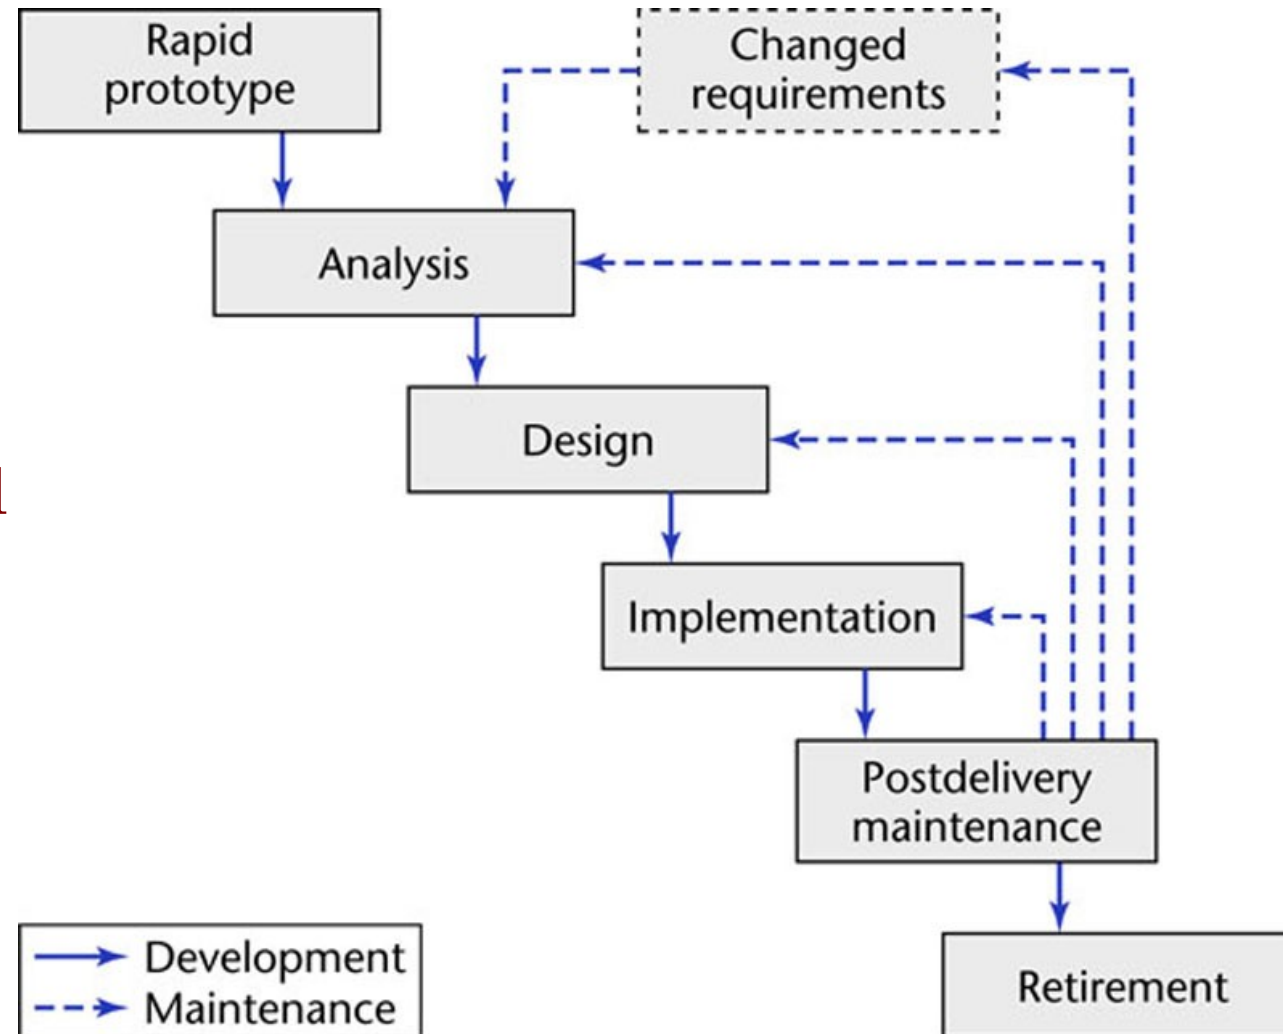 Rapid
prototype
Changed
requirements
Analysis
Design
Implementation
Postdelivery
maintenance
Retirement
Development
Maintenance